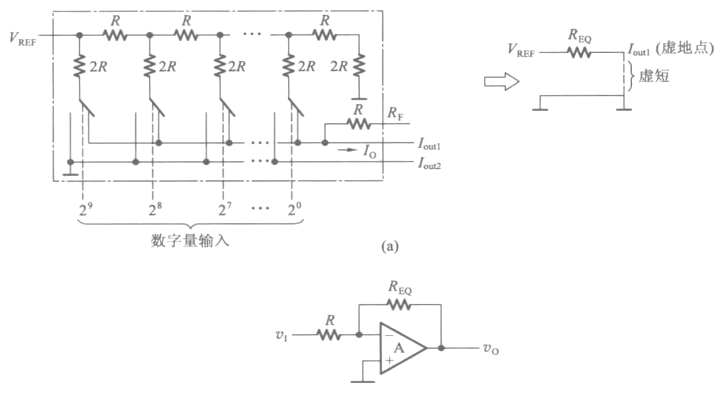 R R R
V_REF ···
2R 2R 2R 2R 2R
R R_F
··· I_out1
I_O
··· I_out2
2^9 2^8 2^7 ··· 2^0
数字量输入
R_EQ
V_REF I_out1 (虚地点)
虚短
(a)
R_EQ
R
v_I − v_O
A
+